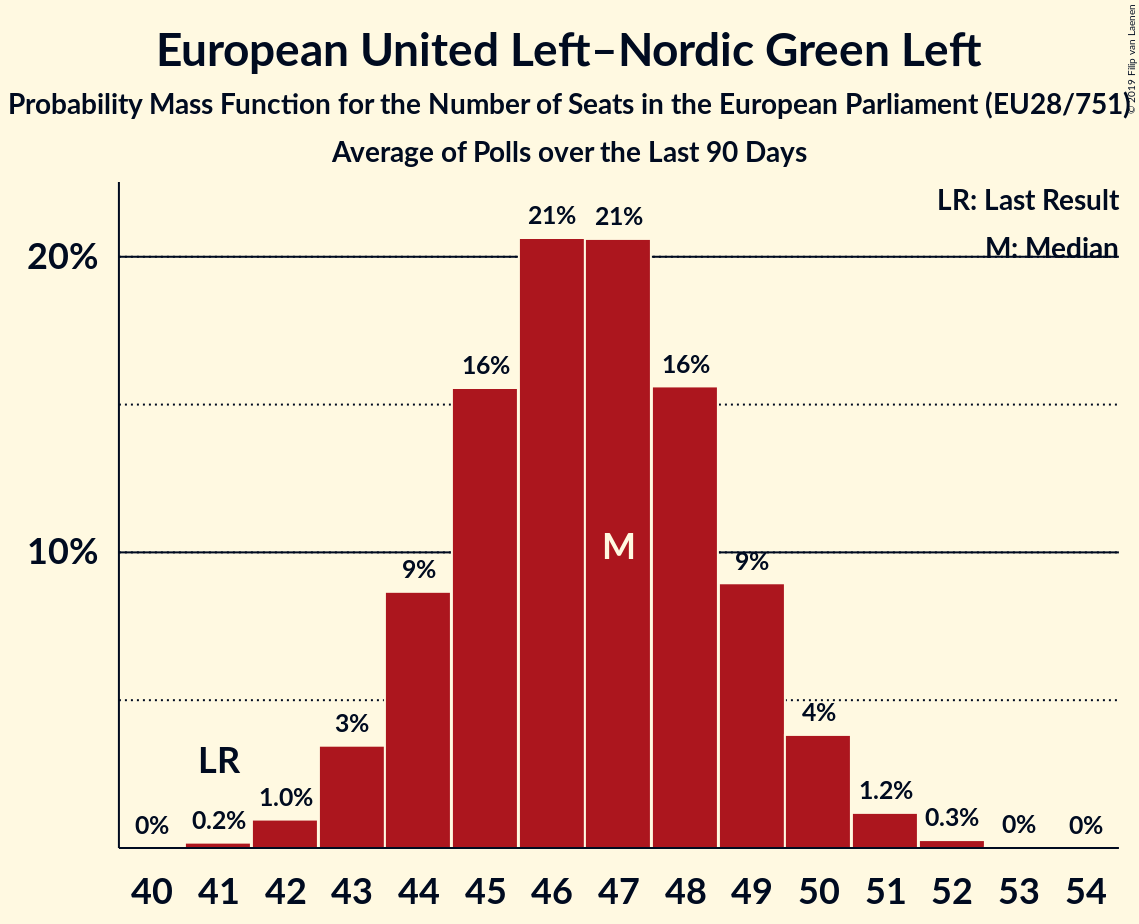 European United Left–Nordic Green Left
Probability Mass Function for the Number of Seats in the European Parliament (EU28/751)
Average of Polls over the Last 90 Days
© 2019 Filip van Laenen
LR: Last Result
M: Median
20%
10%
0%
0.2%
1.0%
3%
9%
16%
21%
21%
16%
9%
4%
1.2%
0.3%
0%
0%
LR
M
40 41 42 43 44 45 46 47 48 49 50 51 52 53 54